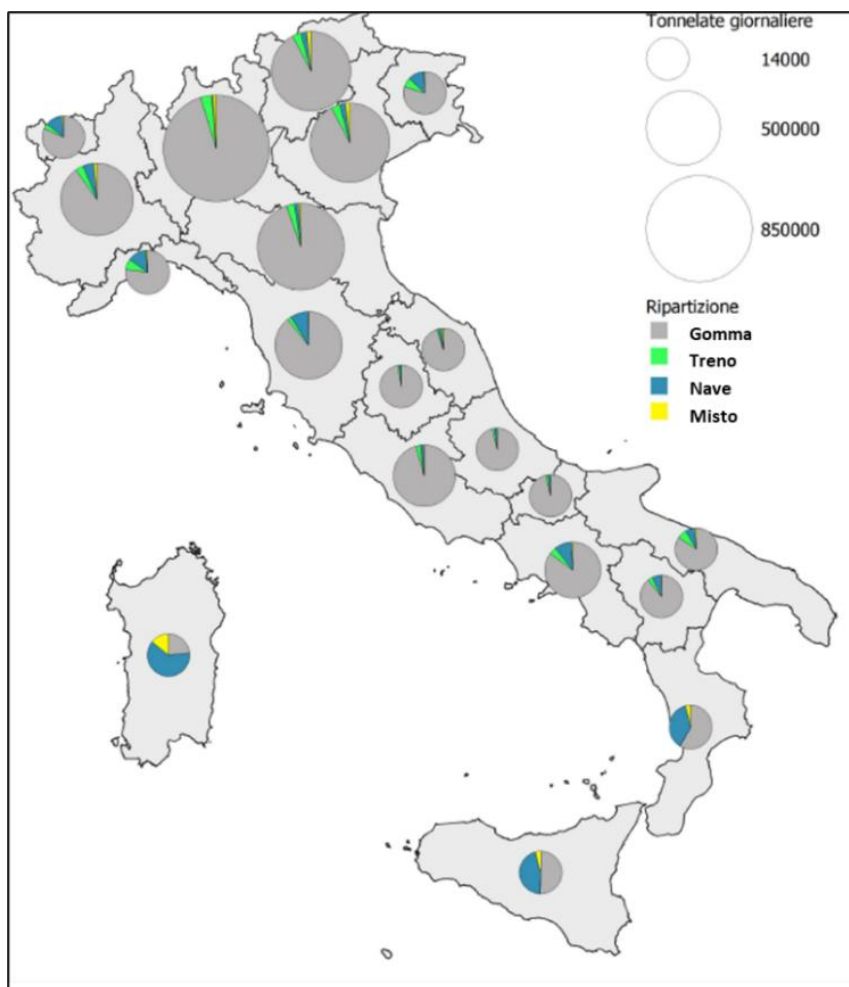 Tonnelate giornaliere
14000
500000
850000
Ripartizione
Gomma
Treno
Nave
Misto